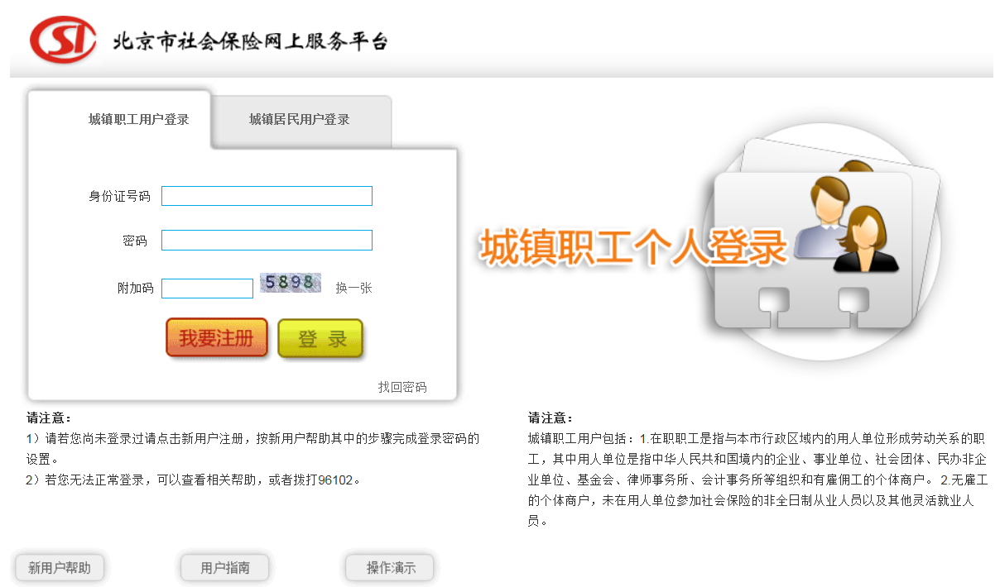 CSI 北京市社会保险网上服务平台
城镇职工用户登录 城镇居民用户登录
身份证号码
密码
附加码 5898 换一张
我要注册 登 录
找回密码
城镇职工个人登录
请注意：
1）请若您尚未登录过请点击新用户注册，按新用户帮助其中的步骤完成登录密码的
设置。
2）若您无法正常登录，可以查看相关帮助，或者拨打96102。
请注意：
城镇职工用户包括：1.在职职工是指与本市行政区域内的用人单位形成劳动关系的职
工，其中用人单位是指中华人民共和国境内的企业、事业单位、社会团体、民办非企
业单位、基金会、律师事务所、会计事务所等组织和有雇佣工的个体商户。 2.无雇工
的个体商户，未在用人单位参加社会保险的非全日制从业人员以及其他灵活就业人
员。
新用户帮助 用户指南 操作演示